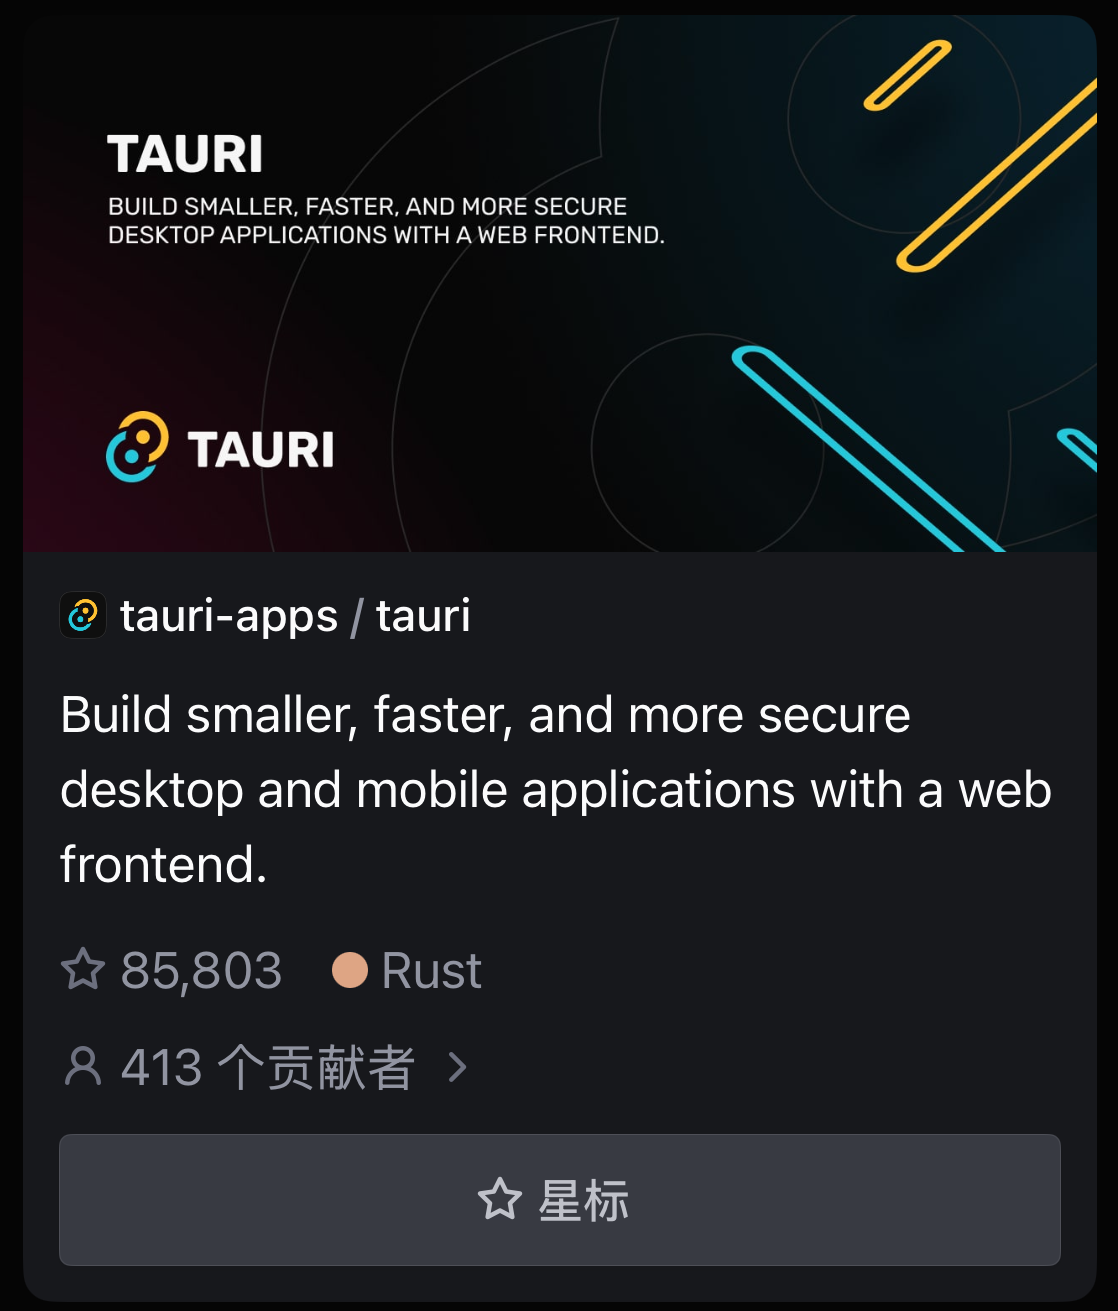 TAURI
BUILD SMALLER, FASTER, AND MORE SECURE
DESKTOP APPLICATIONS WITH A WEB FRONTEND.
TAURI
tauri-apps / tauri
Build smaller, faster, and more secure
desktop and mobile applications with a web
frontend.
85,803 Rust
413 个贡献者
星标